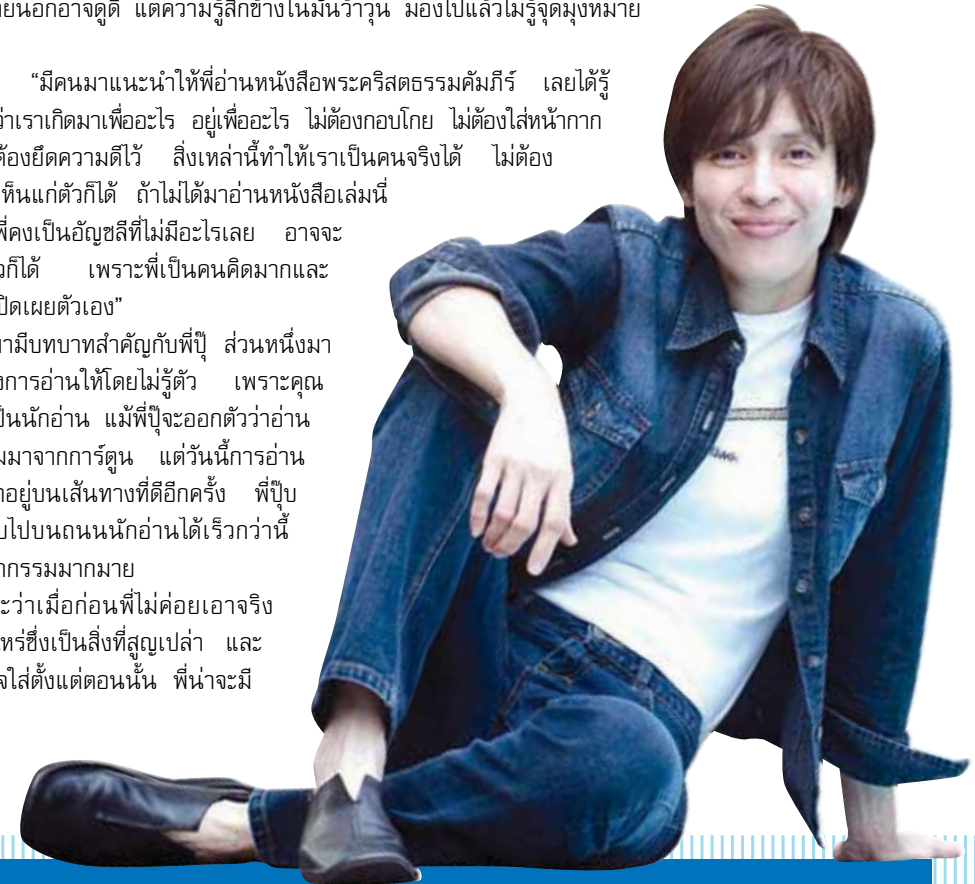 อาจดูดี แต่ความรู้สึกข้างในมันว้าวุ่น มองไปแล้วไม่รู้จุดมุ่งหมาย
“มีคนมาแนะนำให้พี่อ่านหนังสือพระคริสตธรรมคัมภีร์ เลยได้รู้
ว่าเราเกิดมาเพื่ออะไร อยู่เพื่ออะไร ไม่ต้องกอบโกย ไม่ต้องใส่หน้ากาก
ต้องยึดความดีไว้ สิ่งเหล่านี้ทำให้เราเป็นคนจริงได้ ไม่ต้อง
เห็นแก่ตัวก็ได้ ถ้าไม่ได้มาอ่านหนังสือเล่มนี่
พี่คงเป็นอัญชลีที่ไม่มีอะไรเลย อาจจะ
ก็ได้ เพราะพี่เป็นคนคิดมากและ
เปิดเผยตัวเอง”
มีบทบาทสำคัญกับพี่ปุ๊ ส่วนหนึ่งมา
การอ่านให้โดยไม่รู้ตัว เพราะคุณ
เป็นนักอ่าน แม้พี่ปุ๊จะออกตัวว่าอ่าน
มาจากการ์ตูน แต่วันนี้การอ่าน
อยู่บนเส้นทางที่ดีอีกครั้ง พี่ปุ๊บ
ไปบนถนนนักอ่านได้เร็วกว่านี้
กรรมมากมาย
ว่าเมื่อก่อนพี่ไม่ค่อยเอาจริง
ซึ่งเป็นสิ่งที่สูญเปล่า และ
ใส่ตั้งแต่ตอนนั้น พี่น่าจะมี